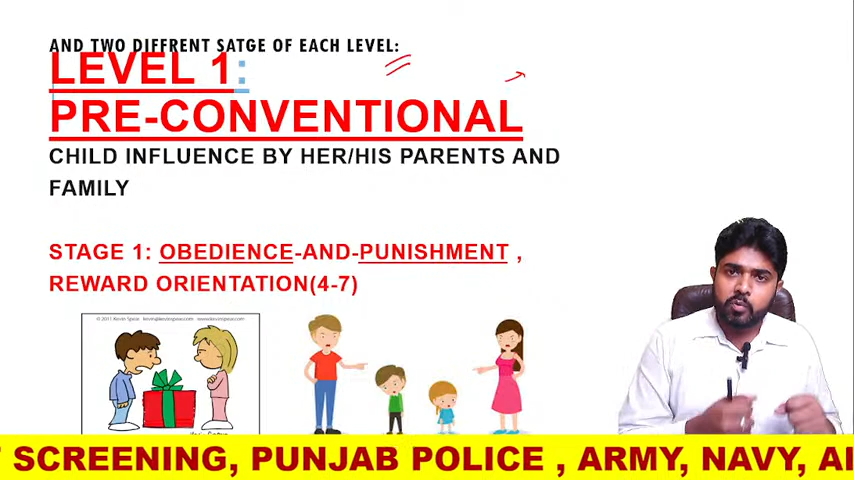 AND TWO DIFFRENT SATGE OF EACH LEVEL:
LEVEL 1:
PRE-CONVENTIONAL
CHILD INFLUENCE BY HER/HIS PARENTS AND
FAMILY
STAGE 1: OBEDIENCE-AND-PUNISHMENT ,
REWARD ORIENTATION(4-7)
SCREENING, PUNJAB POLICE , ARMY, NAVY, AI